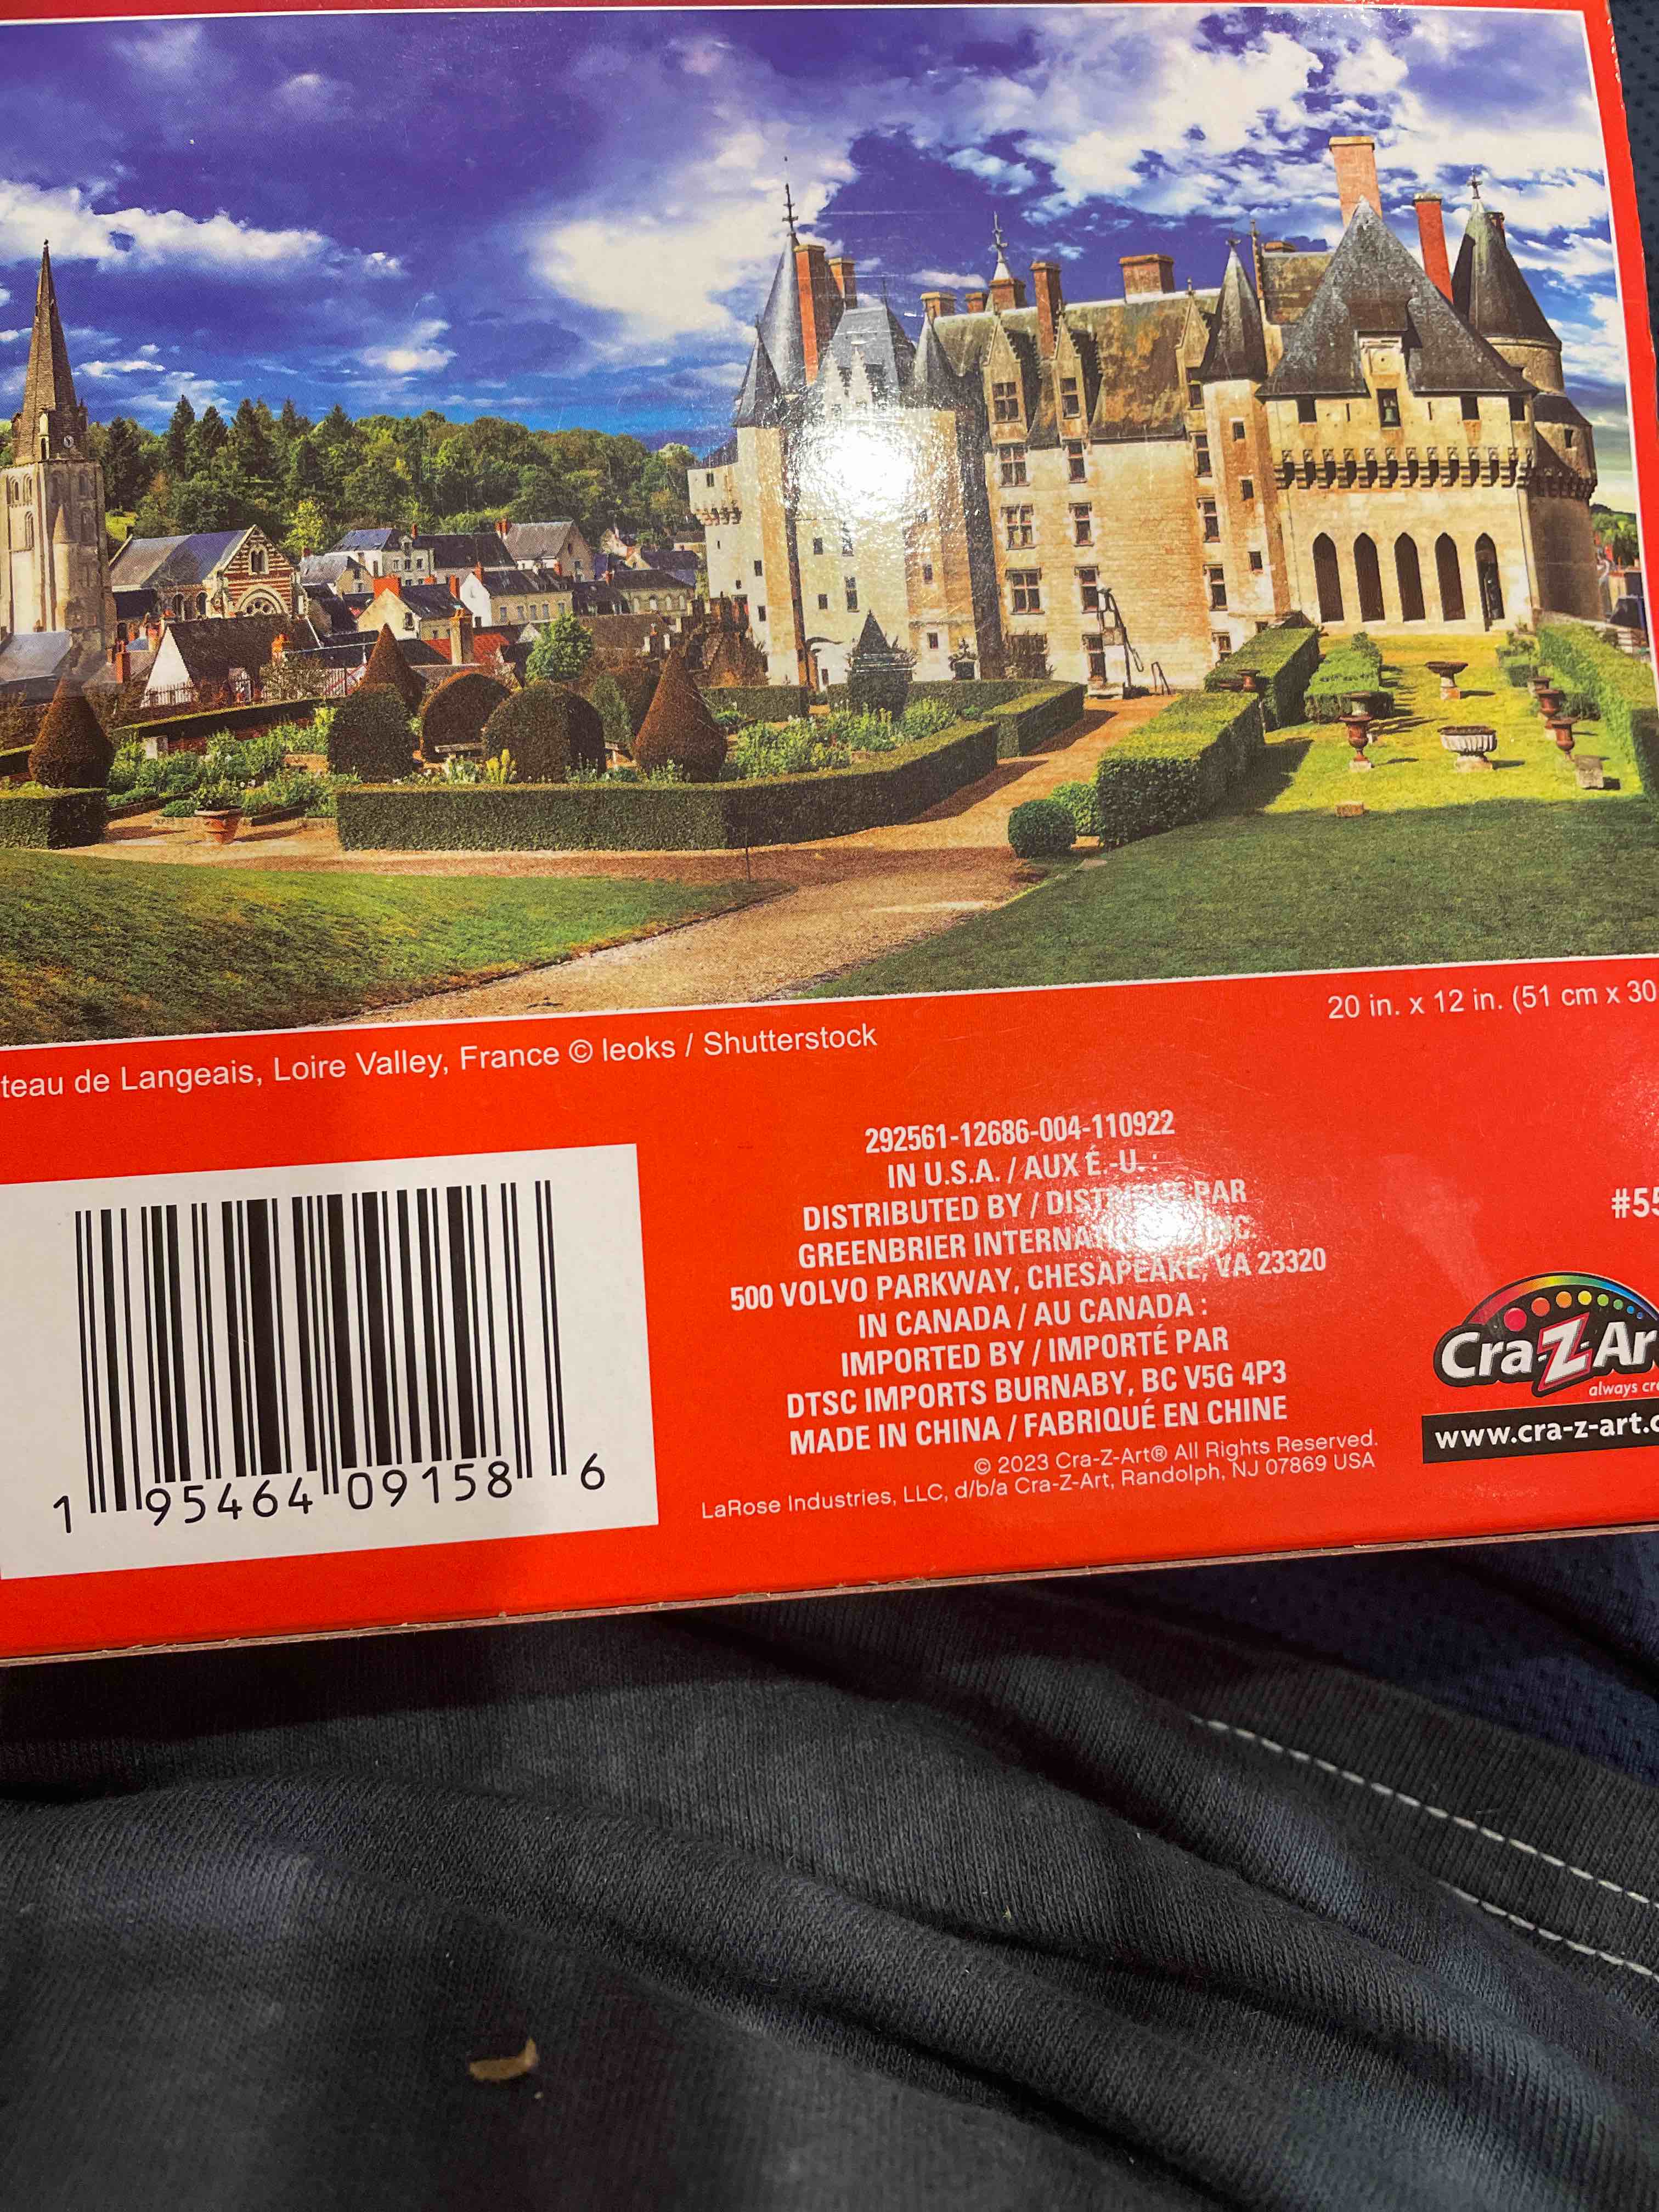 teau de Langeais, Loire Valley, France © leoks / Shutterstock
20 in. x 12 in. (51 cm x 30
292561-12686-004-110922
IN U.S.A. / AUX É.-U. :
DISTRIBUTED BY / PAR
GREENBRIER
500 VOLVO PARKWAY, CHESAPEAKE, VA 23320
IN CANADA / AU CANADA :
IMPORTED BY / IMPORTÉ PAR
DTSC IMPORTS BURNABY, BC V5G 4P3
MADE IN CHINA / FABRIQUÉ EN CHINE
© 2023 Cra-Z-Art® All Rights Reserved.
LaRose Industries, LLC, d/b/a Cra-Z-Art, Randolph, NJ 07869 USA
1 95464 09158 6
#55
Cra-Z-Ar
always cre
www.cra-z-art.c